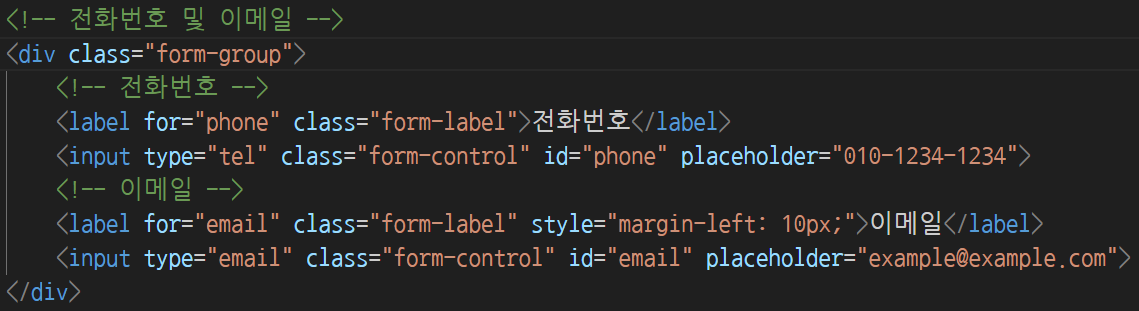 <!-- 전화번호 및 이메일 -->
<div class="form-group">
<!-- 전화번호 -->
<label for="phone" class="form-label">전화번호</label>
<input type="tel" class="form-control" id="phone" placeholder="010-1234-1234">
<!-- 이메일 -->
<label for="email" class="form-label" style="margin-left: 10px;">이메일</label>
<input type="email" class="form-control" id="email" placeholder="example@example.com">
</div>